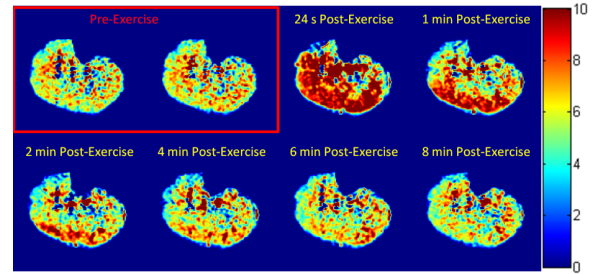 Pre-Exercise
24 s Post-Exercise
1 min Post-Exercise
2 min Post-Exercise
4 min Post-Exercise
6 min Post-Exercise
8 min Post-Exercise
10
8
6
4
2
0